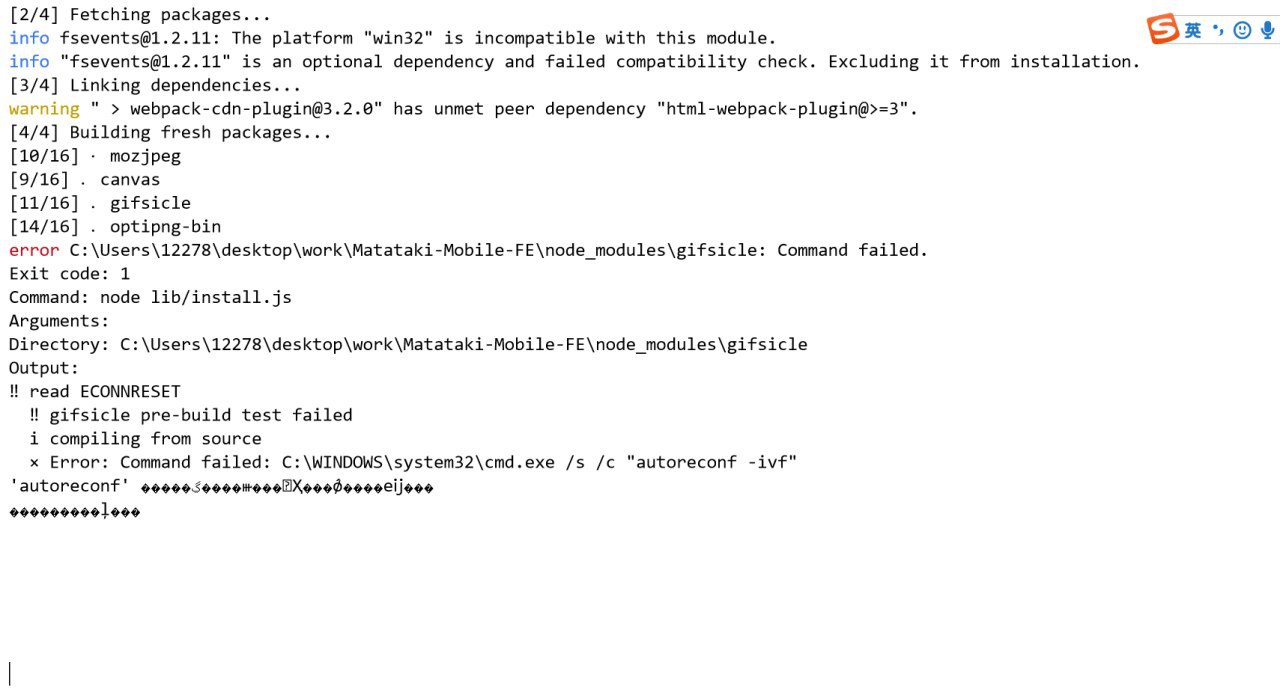 [2/4] Fetching packages...
info fsevents@1.2.11: The platform "win32" is incompatible with this module.
info "fsevents@1.2.11" is an optional dependency and failed compatibility check. Excluding it from installation.
[3/4] Linking dependencies...
warning " > webpack-cdn-plugin@3.2.0" has unmet peer dependency "html-webpack-plugin@>=3".
[4/4] Building fresh packages...
[10/16] · mozjpeg
[9/16] . canvas
[11/16] . gifsicle
[14/16] . optipng-bin
error C:\Users\12278\desktop\work\Matataki-Mobile-FE\node_modules\gifsicle: Command failed.
Exit code: 1
Command: node lib/install.js
Arguments:
Directory: C:\Users\12278\desktop\work\Matataki-Mobile-FE\node_modules\gifsicle
Output:
‼ read ECONNRESET
‼ gifsicle pre-build test failed
i compiling from source
× Error: Command failed: C:\WINDOWS\system32\cmd.exe /s /c "autoreconf -ivf"
'autoreconf'
S 英